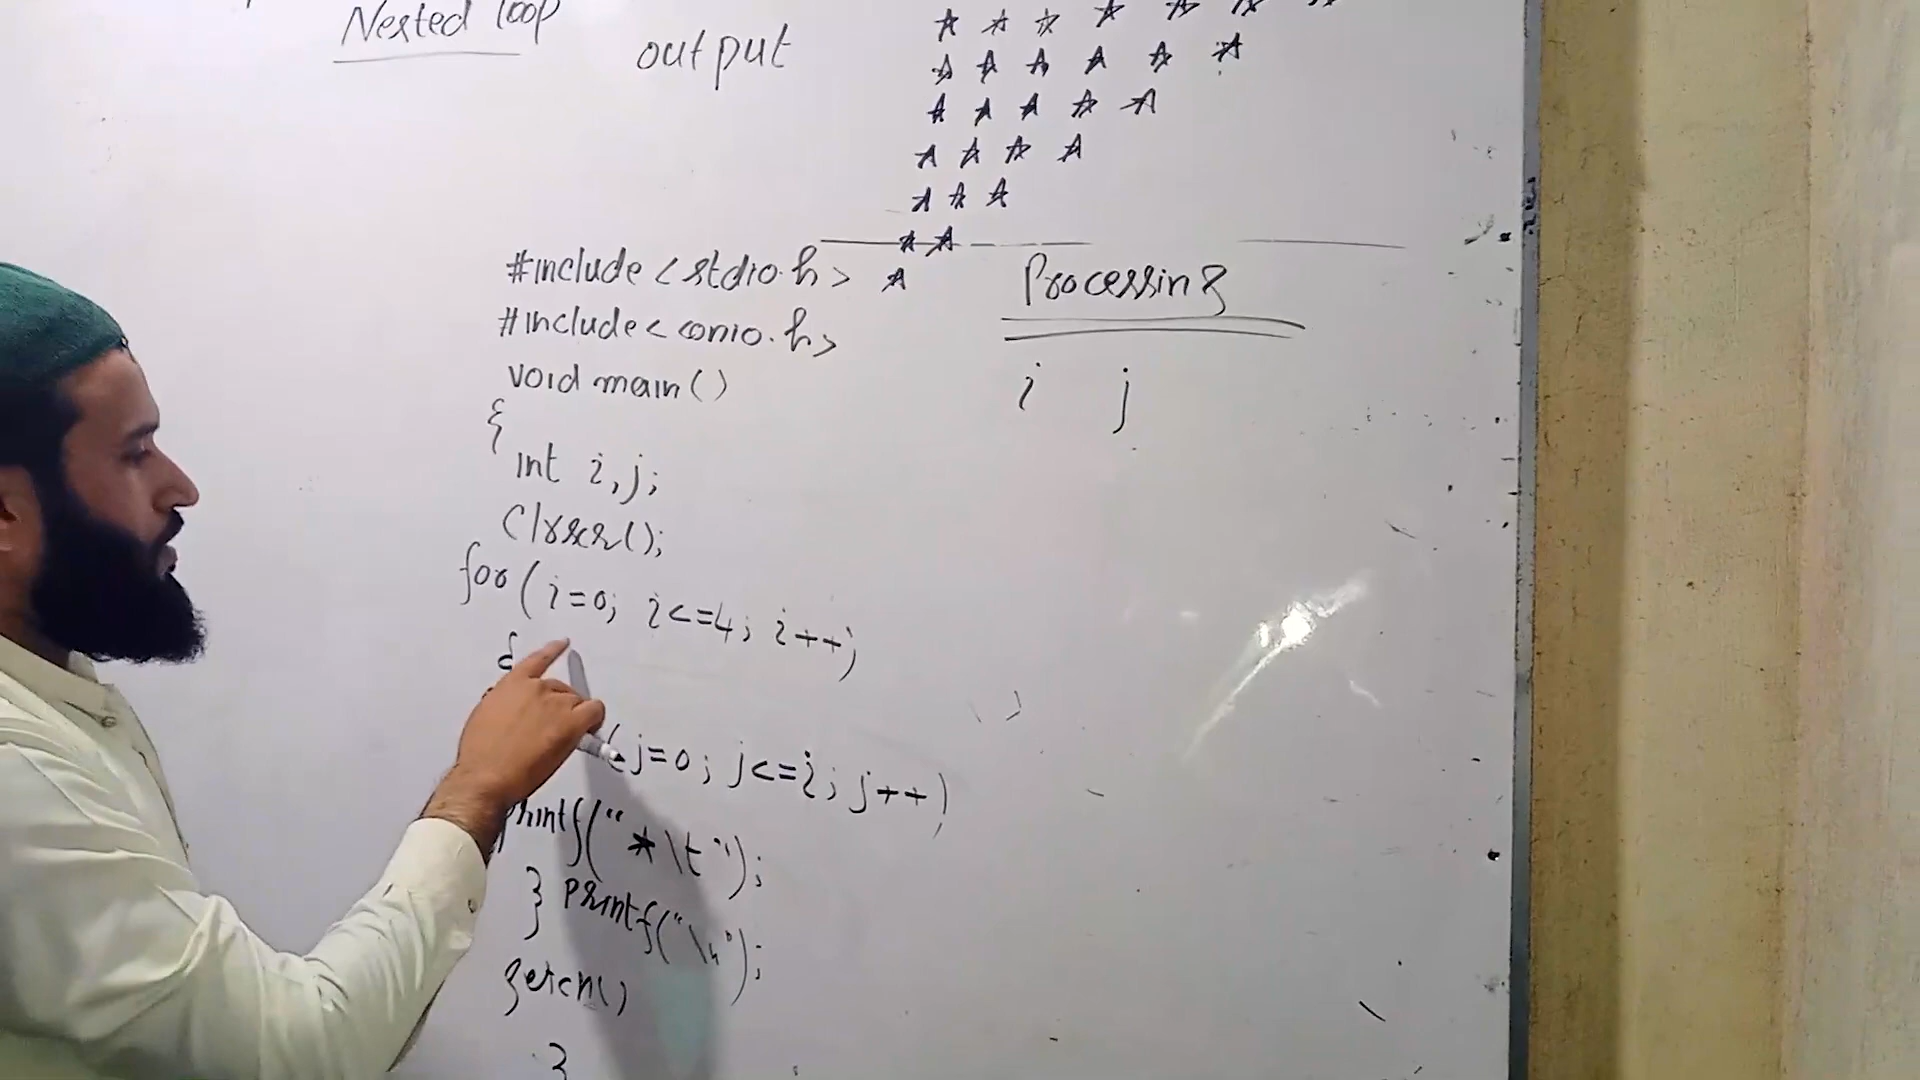 Nested loop
output
#include <stdio.h>
#include <conio.h>
void main()
{
int i,j;
Clrscr();
for (i=0; i<=4; i++)
{
(j=0; j<=i; j++)
printf("*\t");
} printf("\n");
getch()
}
Processing
i j